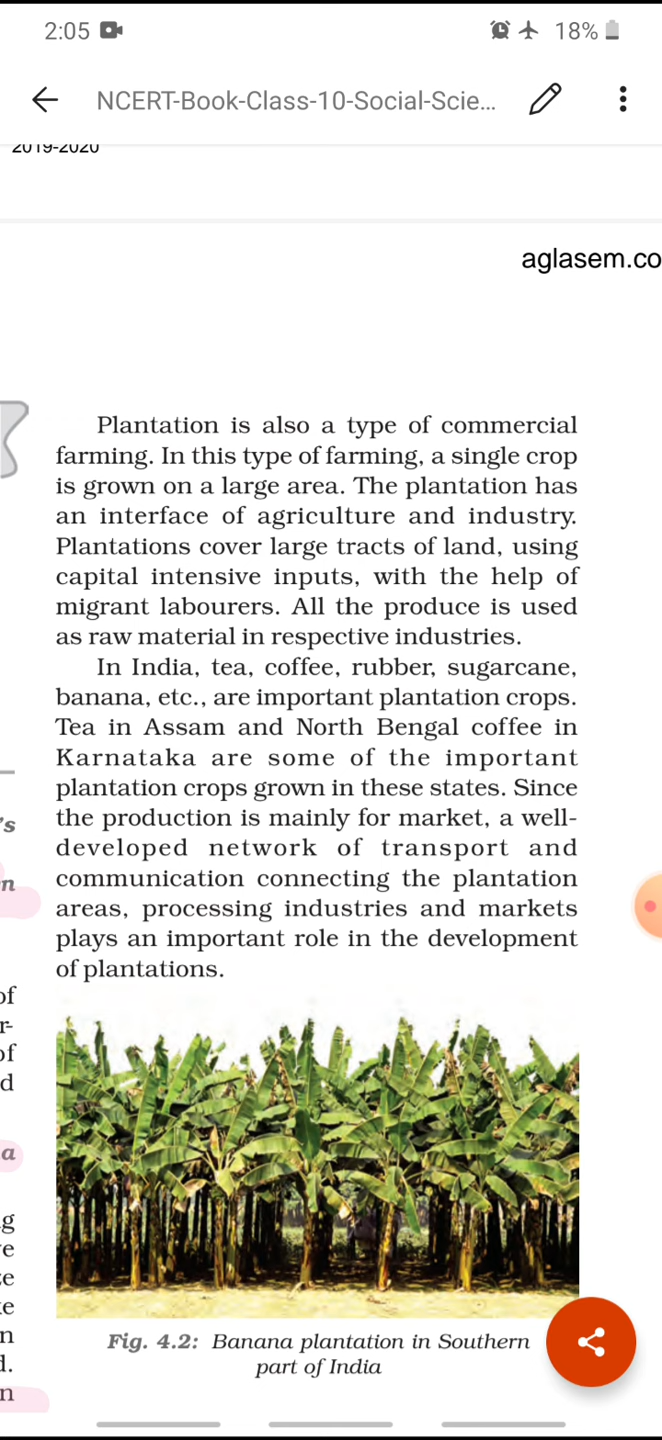 2:05
18%
NCERT-Book-Class-10-Social-Scie...
2019-2020
aglasem.co
Plantation is also a type of commercial
farming. In this type of farming, a single crop
is grown on a large area. The plantation has
an interface of agriculture and industry.
Plantations cover large tracts of land, using
capital intensive inputs, with the help of
migrant labourers. All the produce is used
as raw material in respective industries.
In India, tea, coffee, rubber, sugarcane,
banana, etc., are important plantation crops.
Tea in Assam and North Bengal coffee in
Karnataka are some of the important
plantation crops grown in these states. Since
the production is mainly for market, a well-
developed network of transport and
communication connecting the plantation
areas, processing industries and markets
plays an important role in the development
of plantations.
's
of
of
d
a
Fig. 4.2: Banana plantation in Southern
part of India